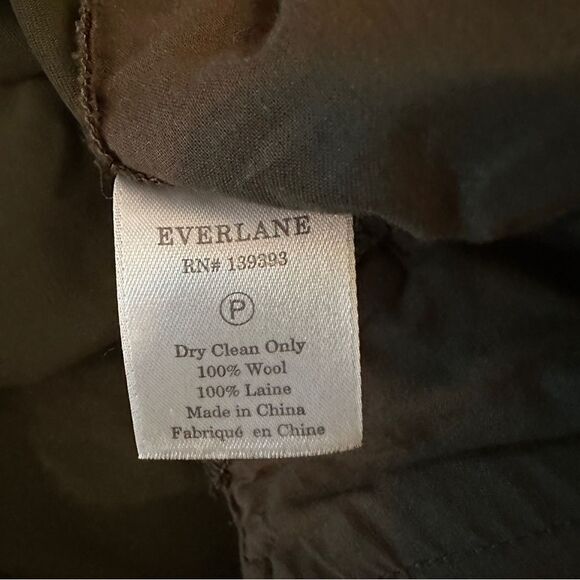 EVERLANE
RN# 139393
P
Dry Clean Only
100% Wool
100% Laine
Made in China
Fabriqué en Chine